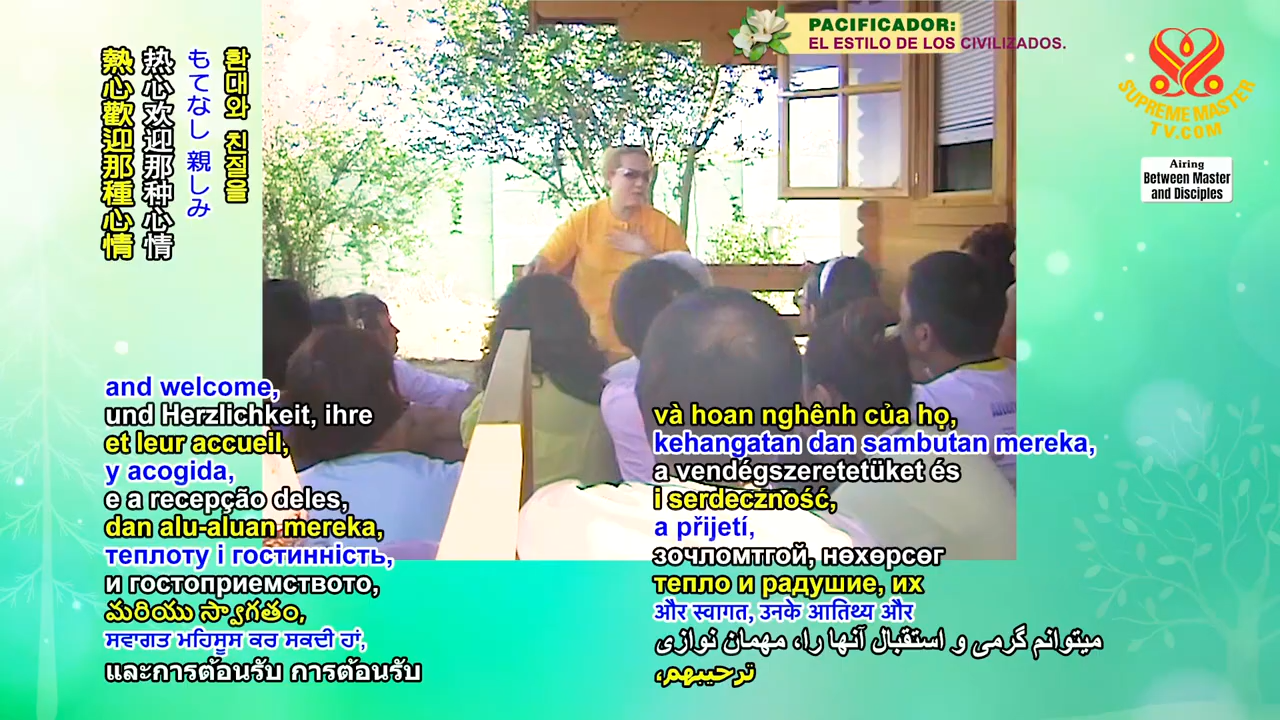 PACIFICADOR:
EL ESTILO DE LOS CIVILIZADOS.
SUPREME MASTER
TV.COM
Airing
Between Master
and Disciples
환대와 친절을
もてなし 親しみ
热心欢迎那种心情
熱心歡迎那種心情
and welcome,
und Herzlichkeit, ihre
et leur accueil,
y acogida,
e a recepção deles,
dan alu-aluan mereka,
теплоту і гостинність,
и гостоприемството,
మరియు స్వాగతం,
ਸਵਾਗਤ ਮਹਿਸੂਸ ਕਰ ਸਕਦੀ ਹਾਂ,
และการต้อนรับ การต้อนรับ
và hoan nghênh của họ,
kehangatan dan sambutan mereka,
a vendégszeretetüket és
i serdeczność,
a přijetí,
зочломтгой, нөхөрсөг
тепло и радушие, их
और स्वागत, उनके आतिथ्य और
میتوانم گرمی و استقبال آنها را، مهمان نوازی
ترحيبهم،